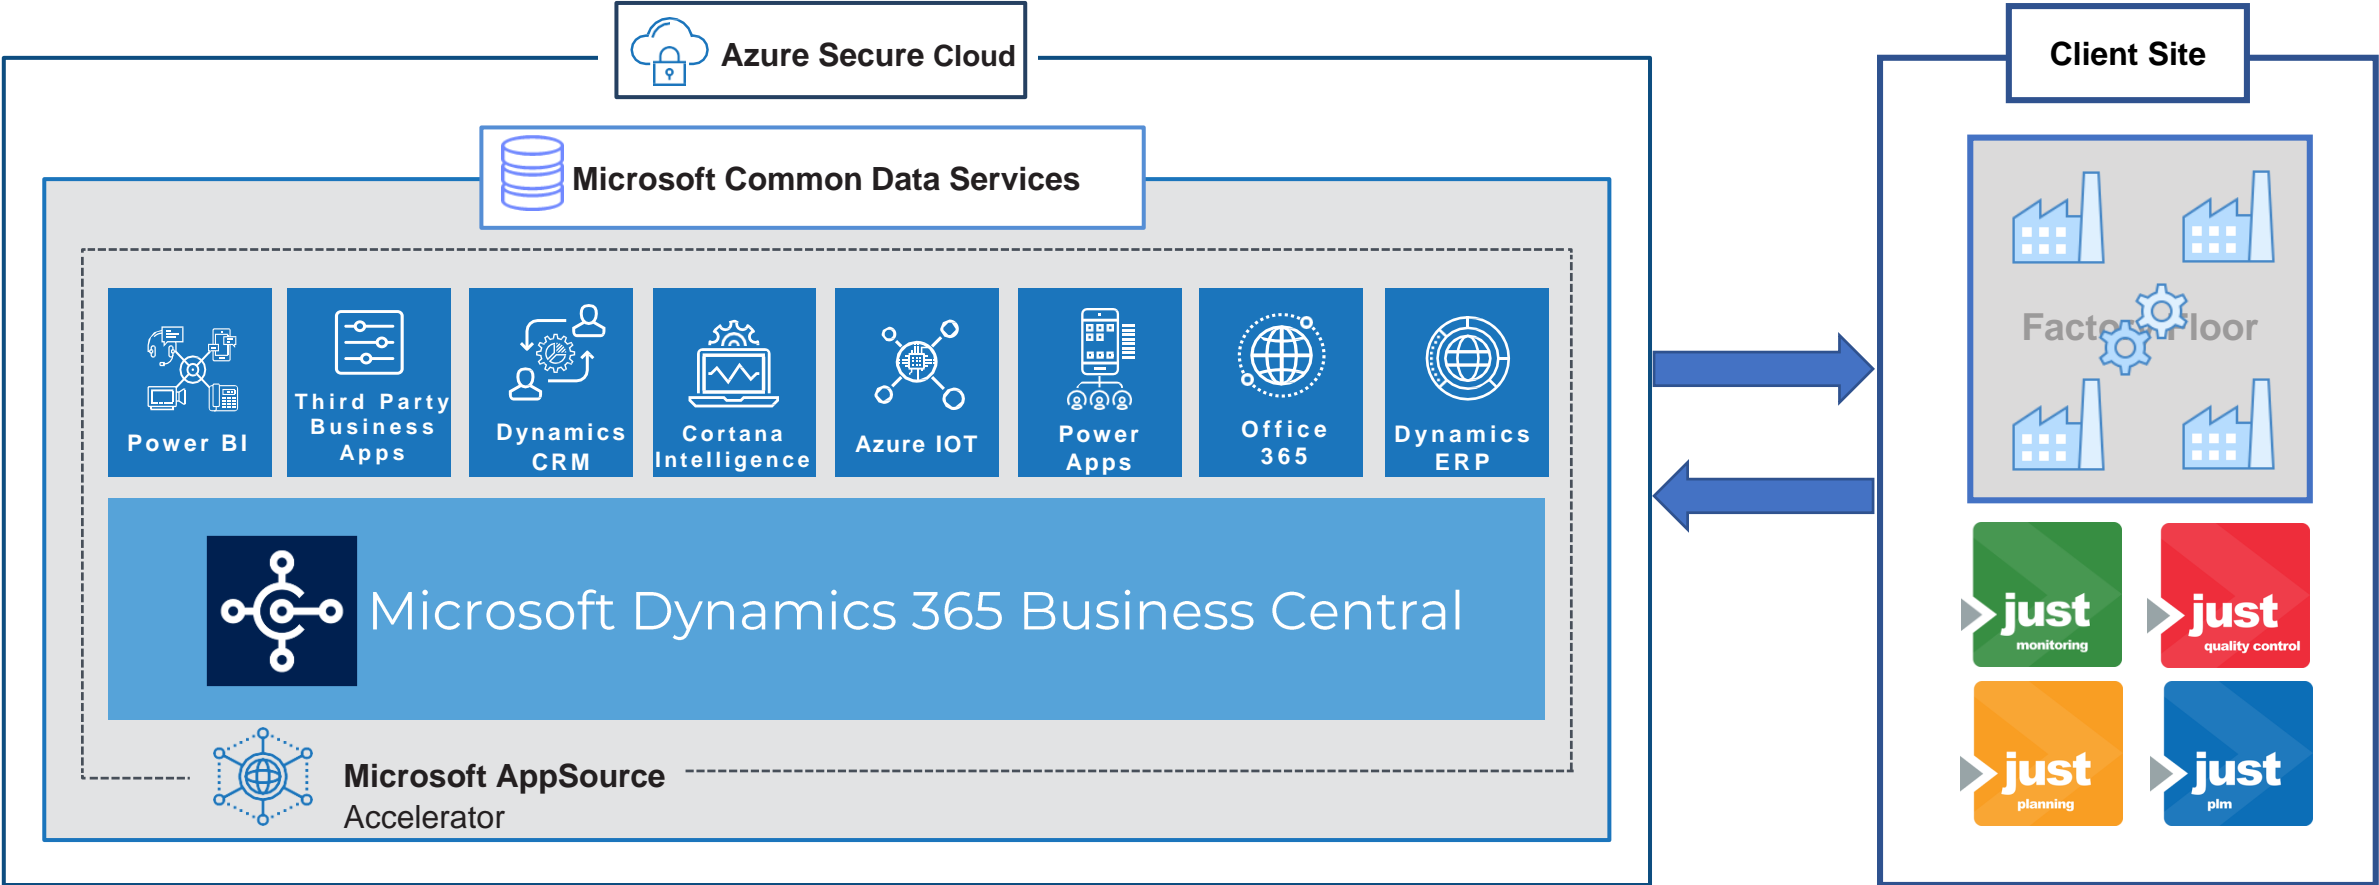 Azure Secure Cloud
Client Site
Microsoft Common Data Services
Power BI
Third Party
Business
Apps
Dynamics
CRM
Cortana
Intelligence
Azure IOT
Power
Apps
Office
365
Dynamics
ERP
Factory Floor
Microsoft Dynamics 365 Business Central
just
monitoring
just
quality control
just
planning
just
plm
Microsoft AppSource
Accelerator